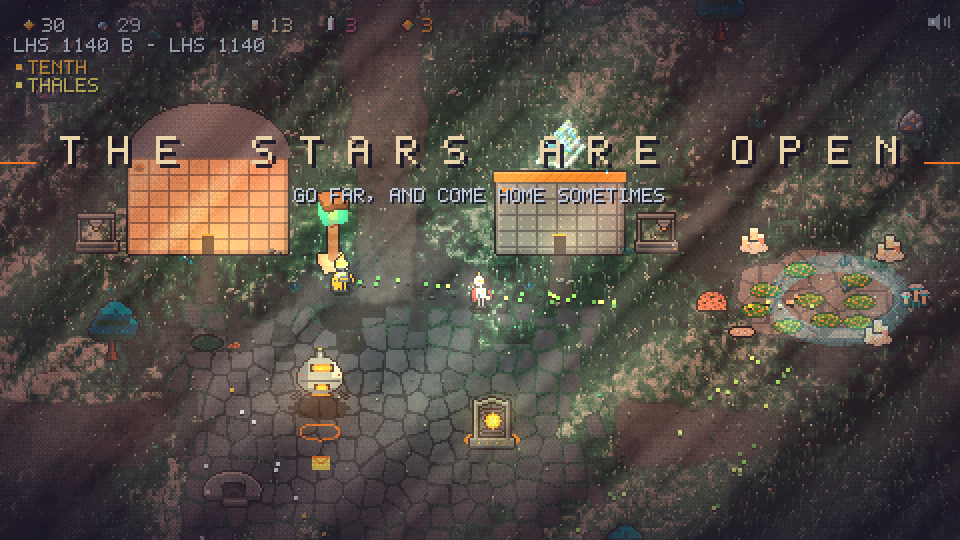 30 29 0 13 3 3
LHS 1140 B - LHS 1140
TENTH
THALES
THE STARS ARE OPEN
GO FAR, AND COME HOME SOMETIMES